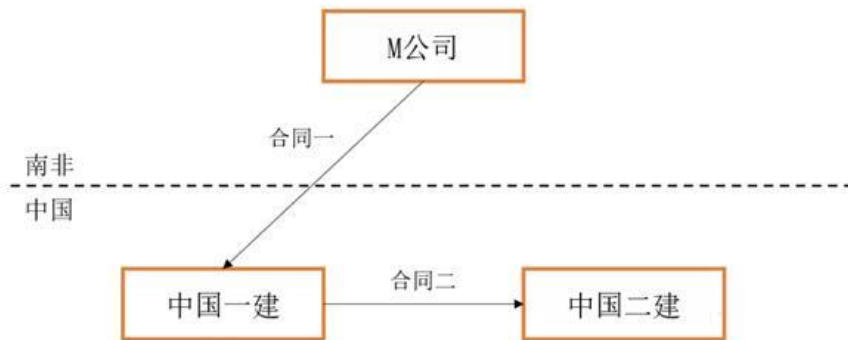 M公司
合同一
南非
中国
合同二
中国一建
中国二建